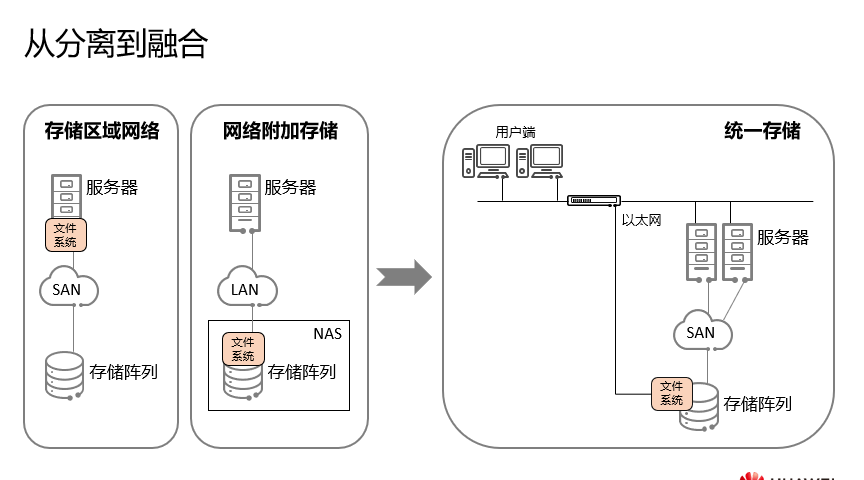 从分离到融合
存储区域网络
服务器
文件
系统
SAN
存储阵列
网络附加存储
服务器
LAN
NAS
文件
系统
存储阵列
统一存储
用户端
以太网
服务器
SAN
文件
系统
存储阵列
HUAWEI